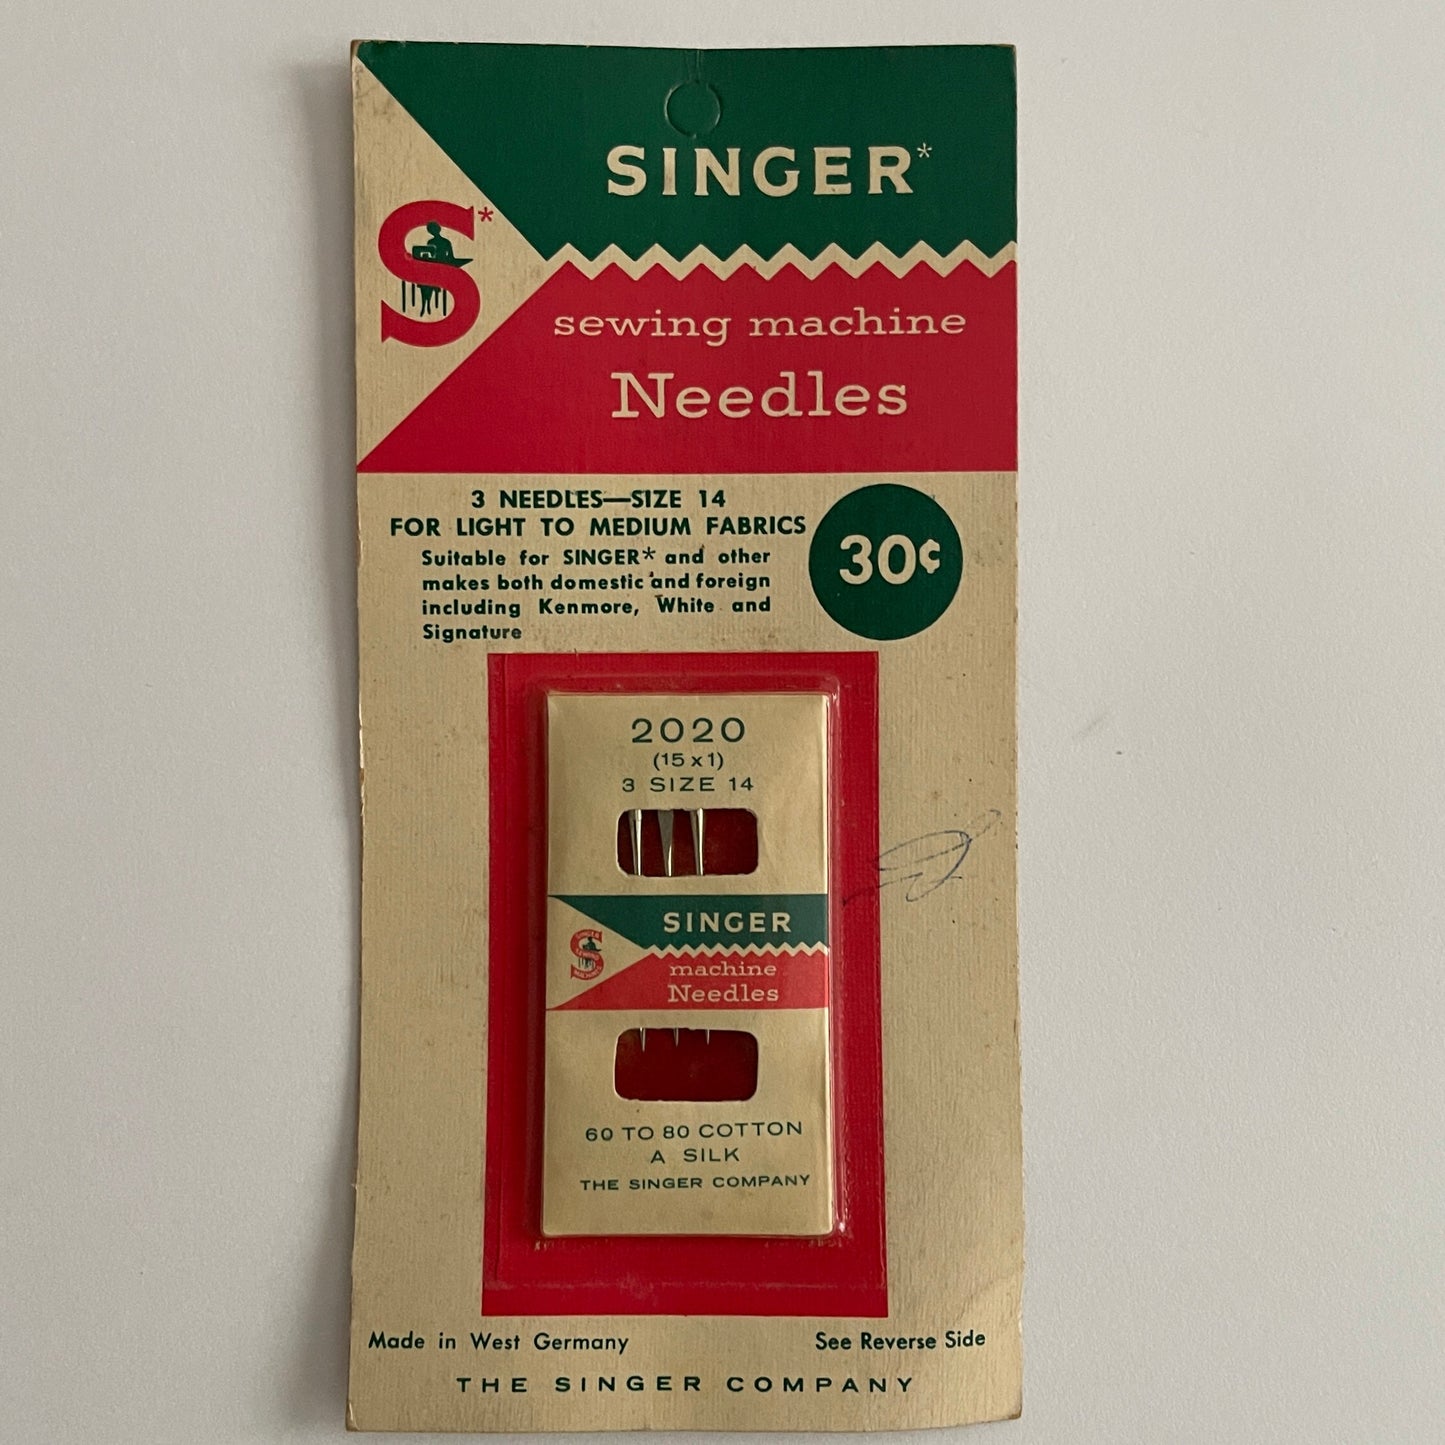 SINGER*
S*
sewing machine
Needles
3 NEEDLES—SIZE 14
FOR LIGHT TO MEDIUM FABRICS
Suitable for SINGER* and other
makes both domestic and foreign
including Kenmore, White and
Signature
30¢
2020
(15 x 1)
3 SIZE 14
SINGER
S
machine
Needles
60 TO 80 COTTON
A SILK
THE SINGER COMPANY
Made in West Germany
See Reverse Side
THE SINGER COMPANY